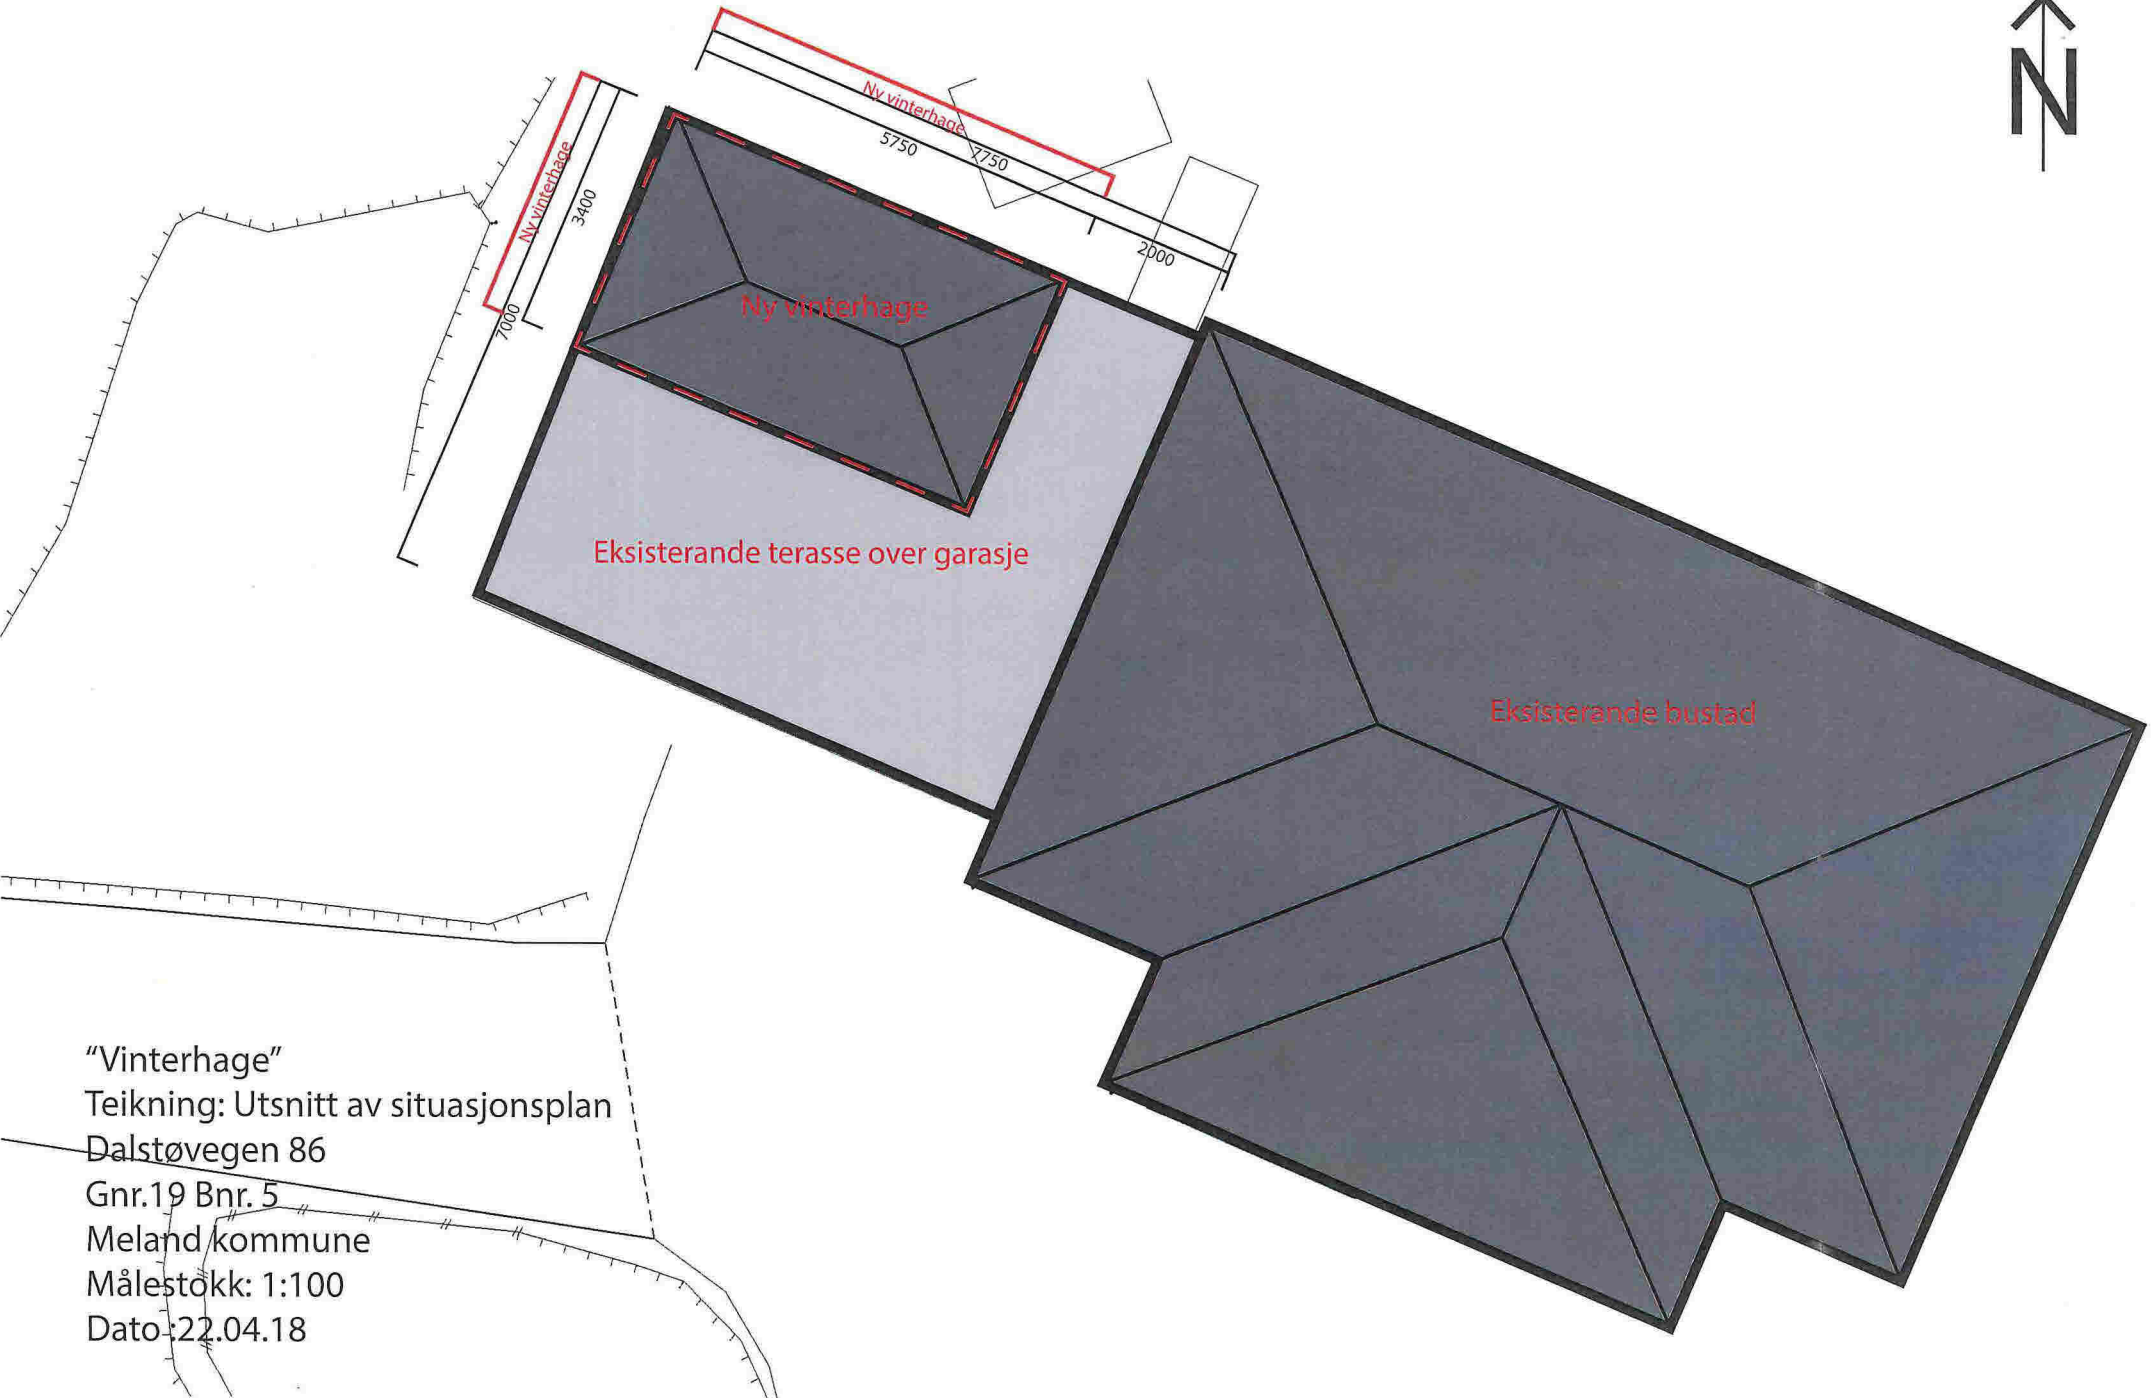 N
Ny vinterhage
5750
7750
2000
Ny vinterhage
3400
7000
Ny vinterhage
Eksisterande terasse over garasje
Eksisterande bustad
“Vinterhage”
Teikning: Utsnitt av situasjonsplan
Dalstøvegen 86
Gnr.19 Bnr. 5
Meland kommune
Målestokk: 1:100
Dato :22.04.18